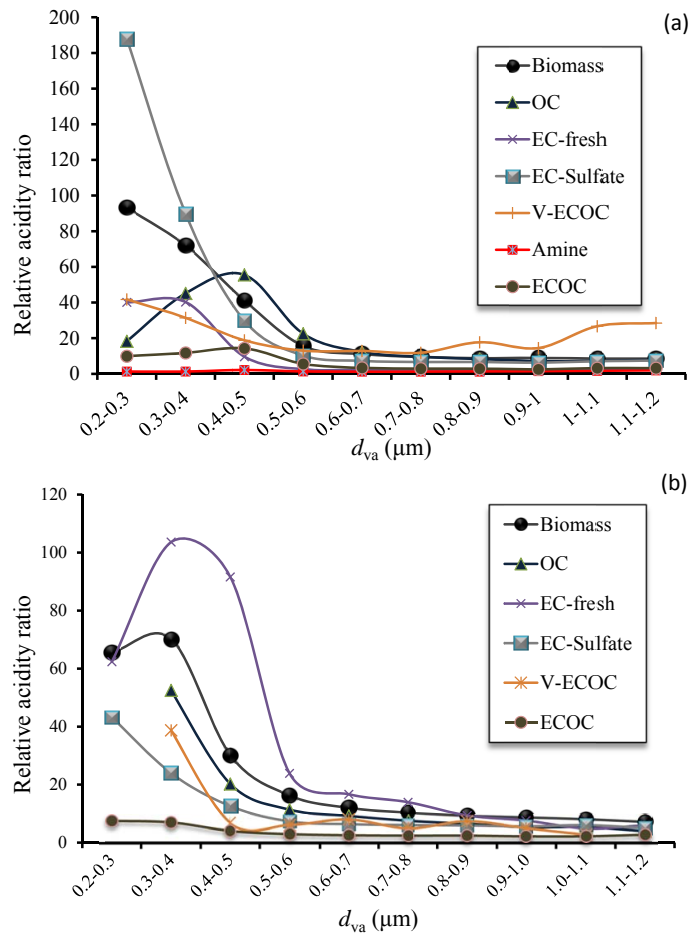 (a)
200
180
160
140
120
100
80
60
40
20
0
Relative acidity ratio
Biomass
OC
EC-fresh
EC-Sulfate
V-ECOC
Amine
ECOC
0.2-0.3
0.3-0.4
0.4-0.5
0.5-0.6
0.6-0.7
0.7-0.8
0.8-0.9
0.9-1
1-1.1
1.1-1.2
dva (μm)
(b)
120
100
80
60
40
20
0
Relative acidity ratio
Biomass
OC
EC-fresh
EC-Sulfate
V-ECOC
ECOC
0.2-0.3
0.3-0.4
0.4-0.5
0.5-0.6
0.6-0.7
0.7-0.8
0.8-0.9
0.9-1.0
1.0-1.1
1.1-1.2
dva (μm)